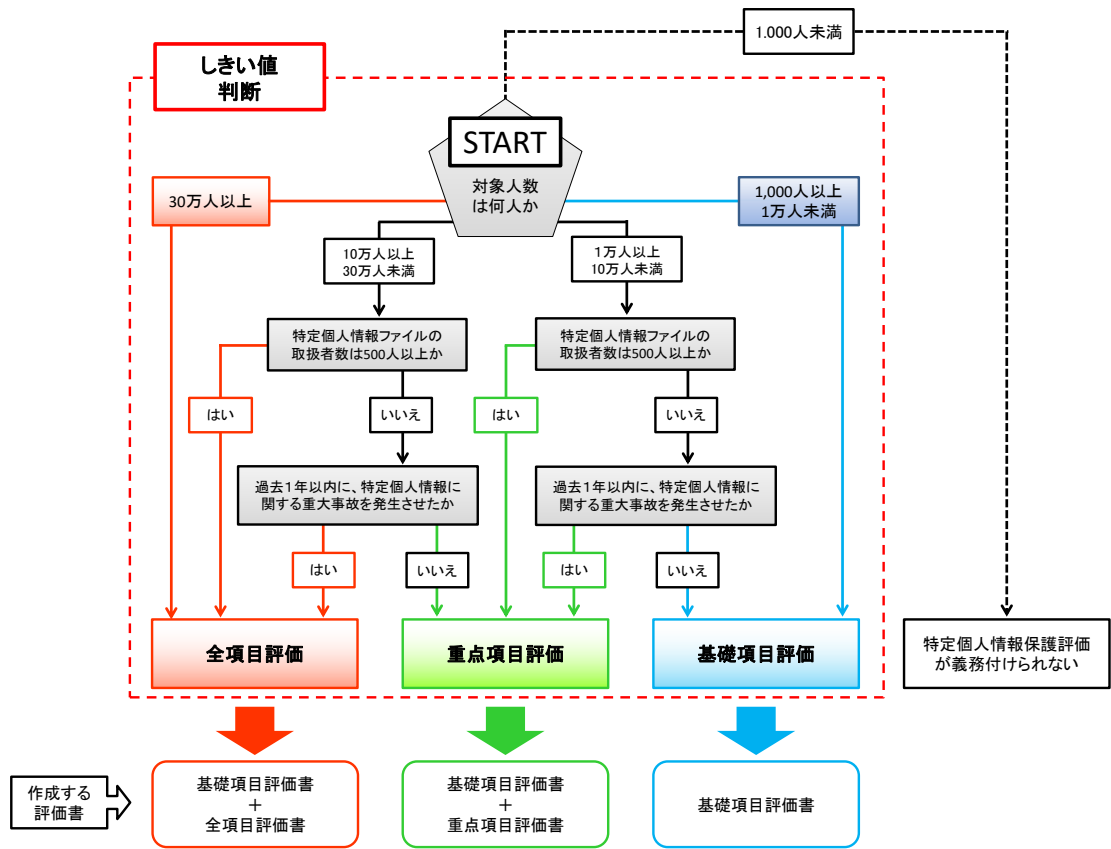 1.000人未満
しきい値
判断
START
対象人数
は何人か
30万人以上
1,000人以上
1万人未満
10万人以上
30万人未満
1万人以上
10万人未満
特定個人情報ファイルの
取扱者数は500人以上か
特定個人情報ファイルの
取扱者数は500人以上か
はい
いいえ
はい
いいえ
過去1年以内に、特定個人情報に
関する重大事故を発生させたか
過去1年以内に、特定個人情報に
関する重大事故を発生させたか
はい
いいえ
はい
いいえ
全項目評価
重点項目評価
基礎項目評価
特定個人情報保護評価
が義務付けられない
作成する
評価書
基礎項目評価書
+
全項目評価書
基礎項目評価書
+
重点項目評価書
基礎項目評価書